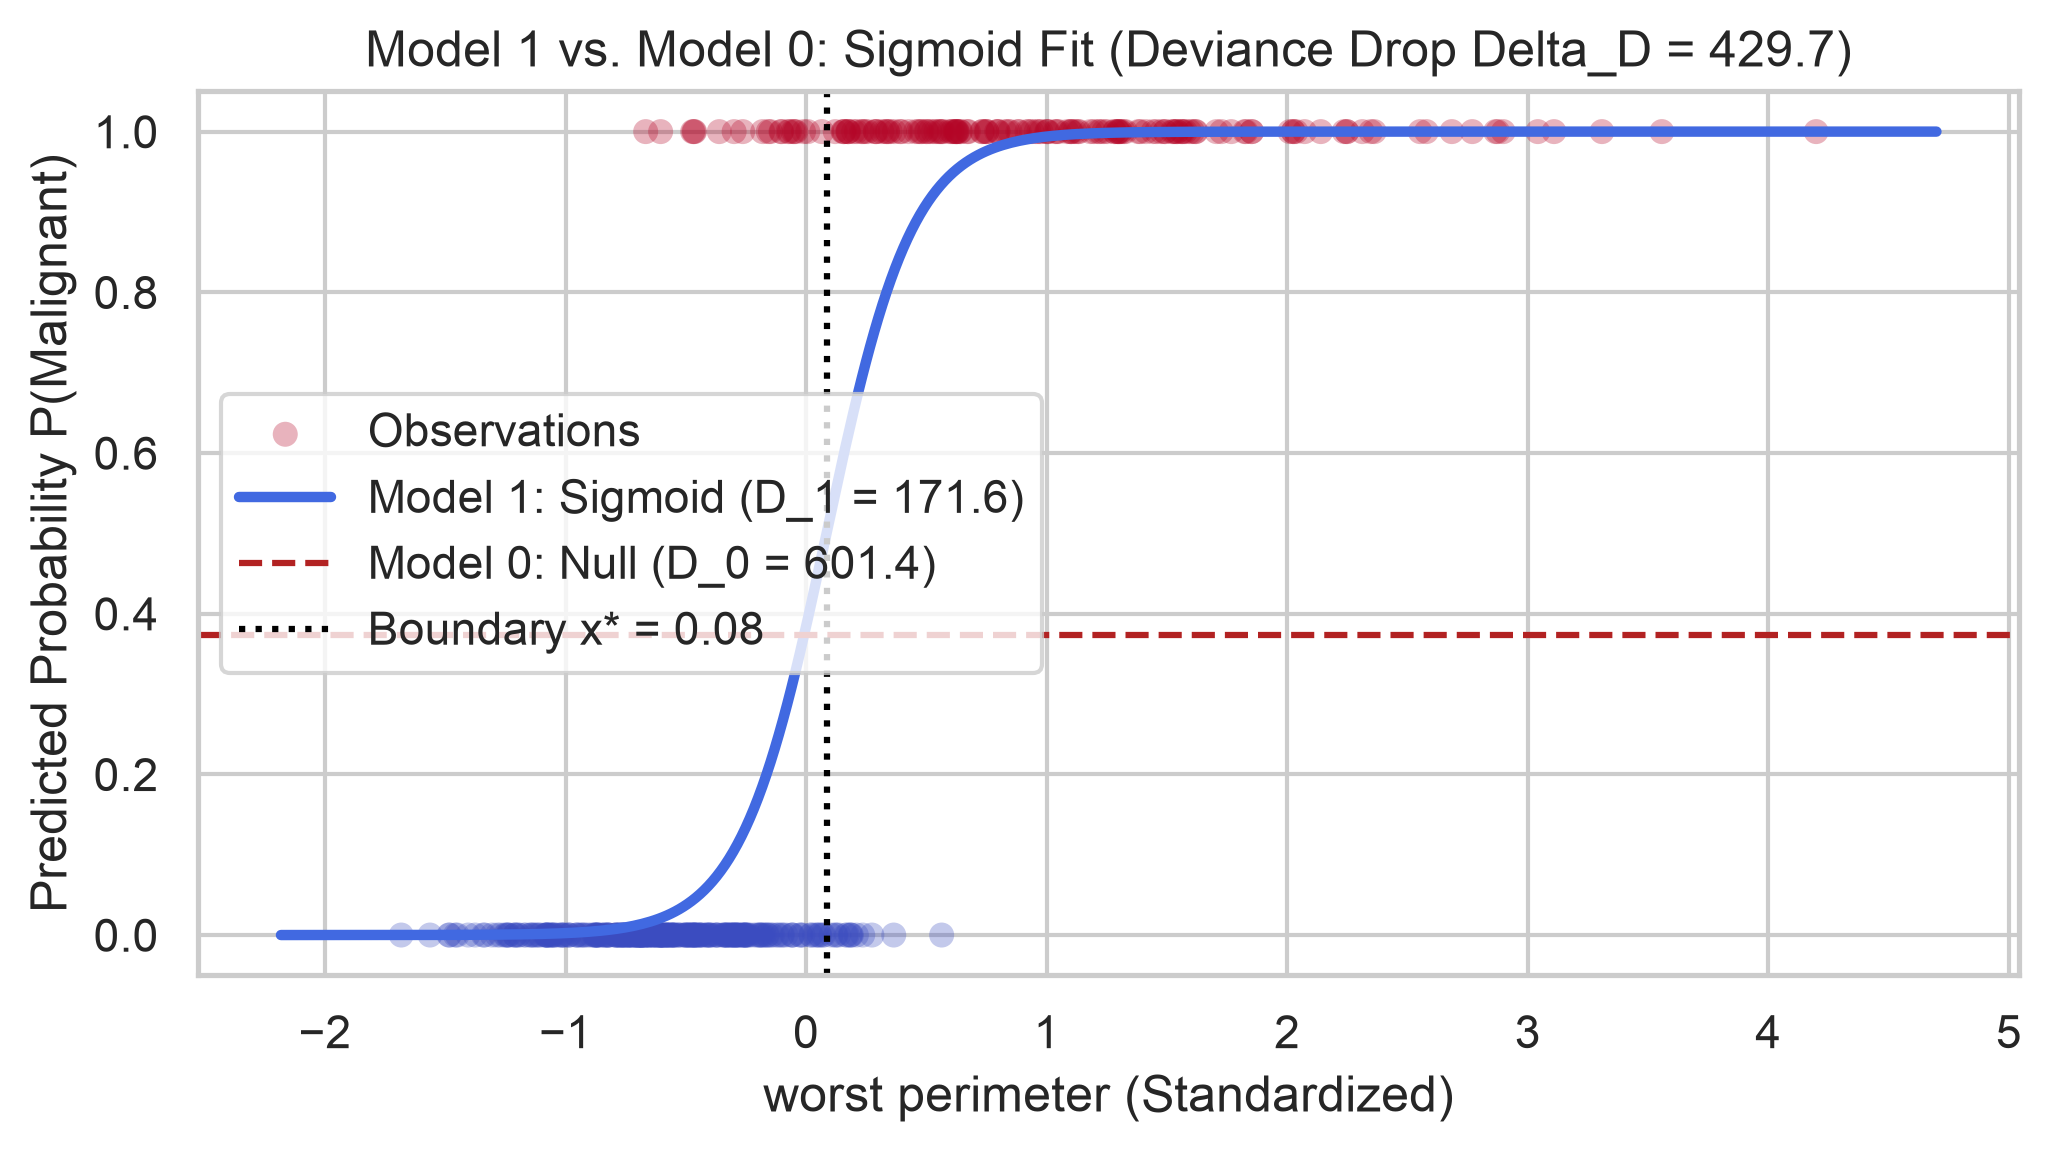 Model 1 vs. Model 0: Sigmoid Fit (Deviance Drop Delta_D = 429.7)
Predicted Probability P(Malignant)
1.0
0.8
0.6
0.4
0.2
0.0
Observations
Model 1: Sigmoid (D_1 = 171.6)
Model 0: Null (D_0 = 601.4)
Boundary x* = 0.08
−2 −1 0 1 2 3 4 5
worst perimeter (Standardized)